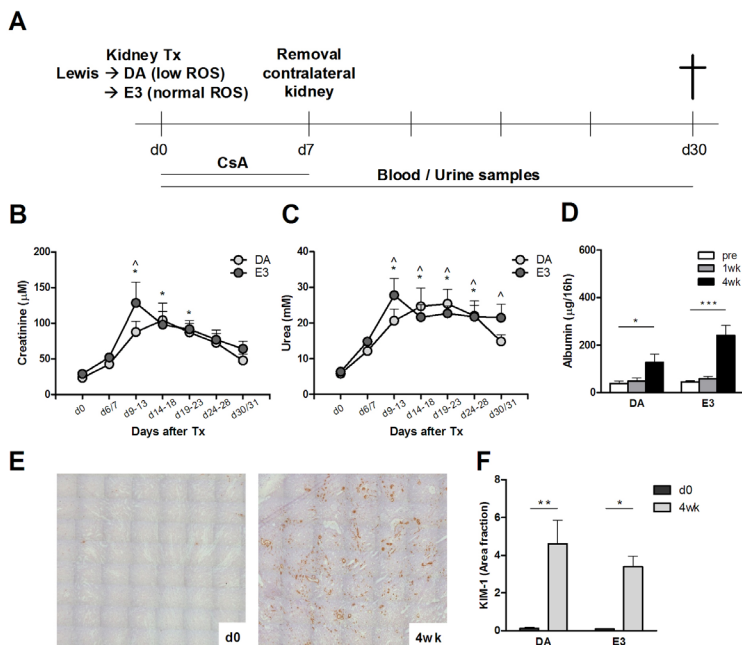 A
Kidney Tx
Lewis → DA (low ROS)
→ E3 (normal ROS)
Removal
contralateral
kidney
d0
d7
d30
CsA
Blood / Urine samples
B
DA
E3
Creatinine (µM)
200
150
100
50
0
^
*
*
*
d0
d6/7
d9-13
d14-18
d19-23
d24-28
d30/31
Days after Tx
C
DA
E3
Urea (mM)
40
30
20
10
0
^ ^ ^ ^ ^
* * * *
d0
d6/7
d9-13
d14-18
d19-23
d24-28
d30/31
Days after Tx
D
pre
1wk
4wk
Albumin (µg/16h)
600
400
200
0
*
***
DA
E3
E
d0
4wk
F
d0
4wk
KIM-1 (Area fraction)
8
6
4
2
0
**
*
DA
E3